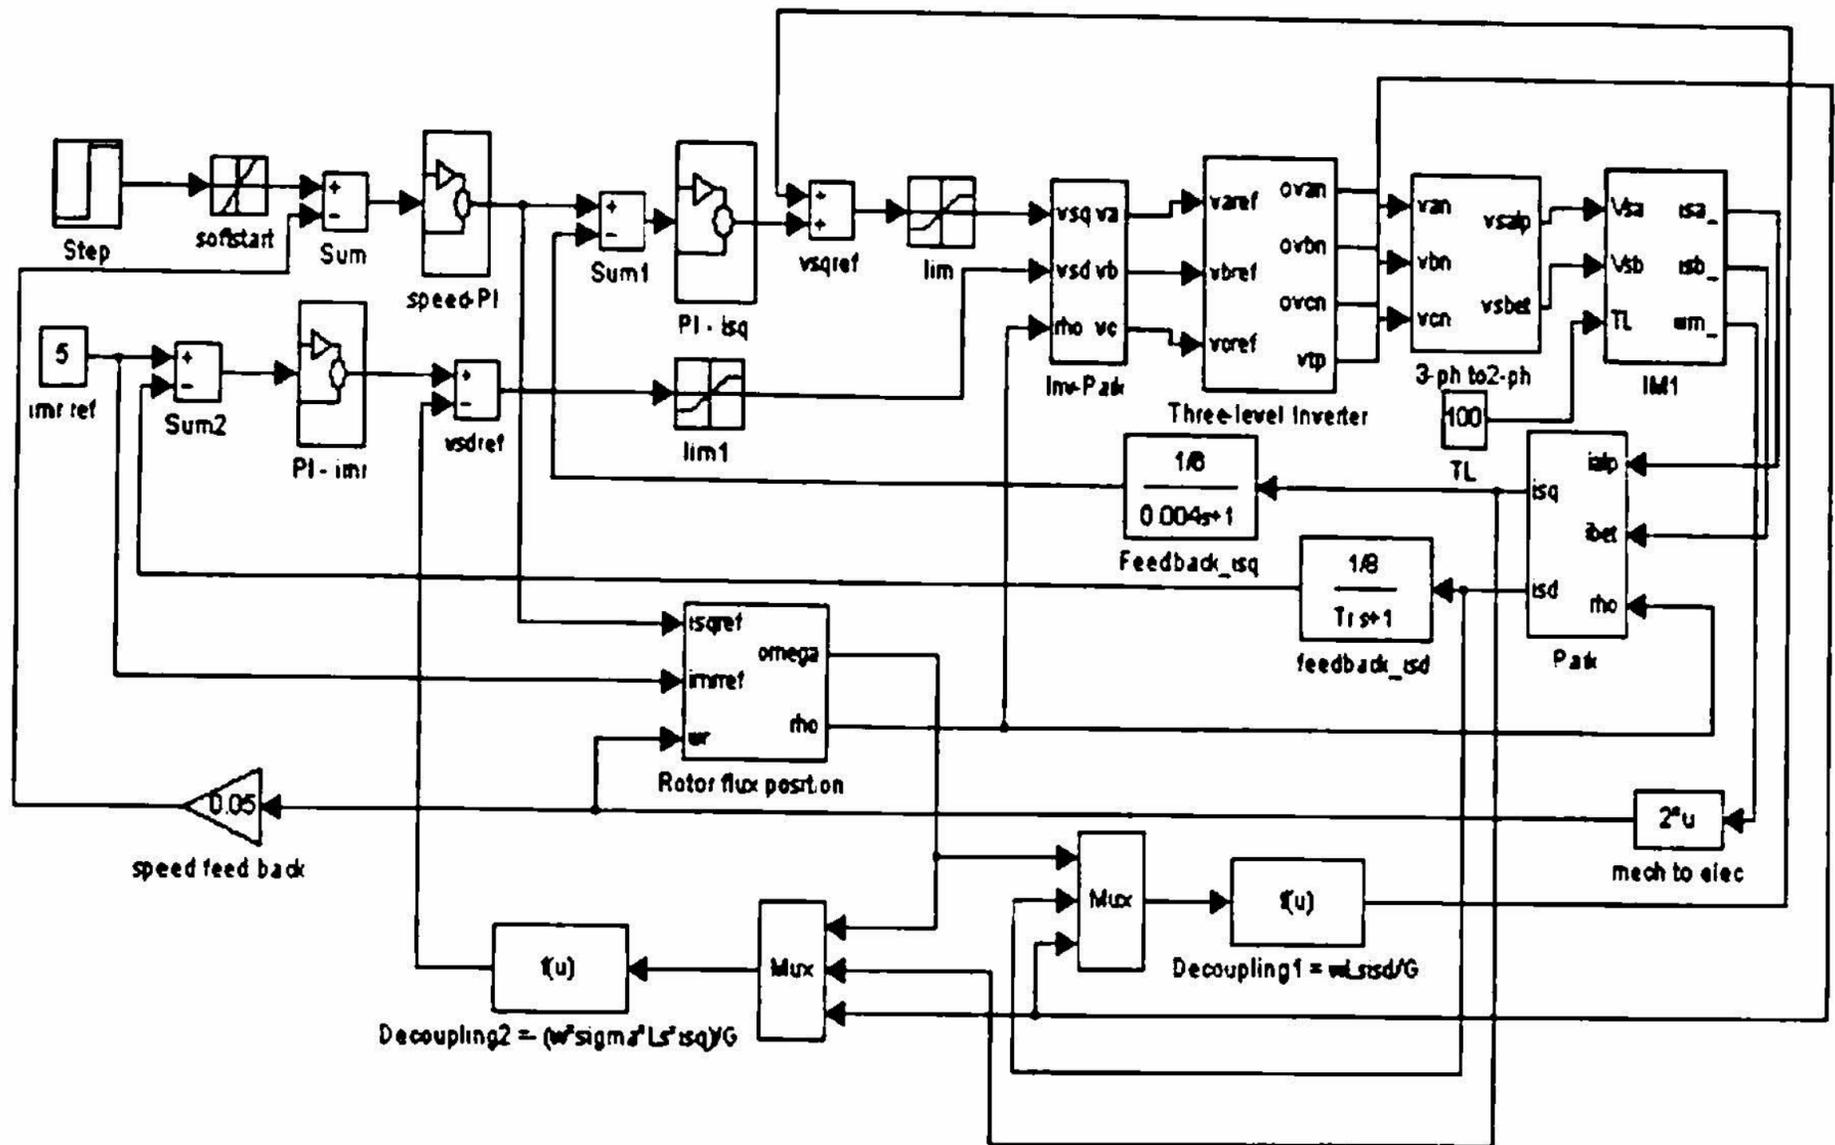 Step
softstart
+
−
Sum
speed-PI
+
−
Sum1
PI - isq
+
+
vsqref
lim
vsq va
vsd vb
rho vc
Inv-Park
varef
vbref
vcref
ovan
ovbn
ovcn
vtp
Three-level Inverter
van
vbn
vcn
vsalp
vsbet
3-ph to2-ph
Vsa
Vsb
TL
isa_
isb_
wm_
IM1
100
TL
5
imr ref
+
−
Sum2
PI - imr
+
−
vsdref
lim1
1/8
0.004s+1
Feedback_isq
1/8
Tr s+1
feedback_isd
isq
isd
ialp
ibet
rho
Park
isqref
imrref
wr
omega
rho
Rotor flux position
0.05
speed feed back
2*u
mech to elec
Mux
f(u)
Decoupling1 = wLsisd/G
Mux
f(u)
Decoupling2 =- (w*sigma*Ls*isq)/G